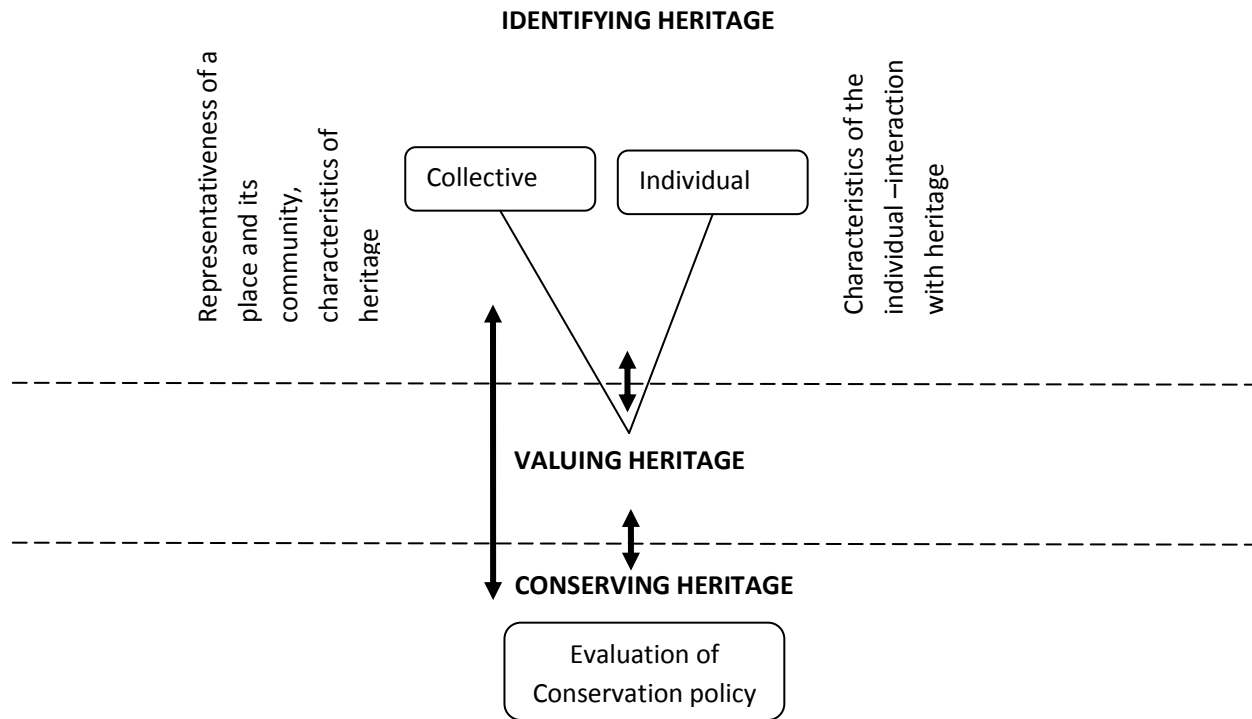 IDENTIFYING HERITAGE
Representativeness of a
place and its
community,
characteristics of
heritage
Collective
Individual
Characteristics of the
individual –interaction
with heritage
VALUING HERITAGE
CONSERVING HERITAGE
Evaluation of
Conservation policy